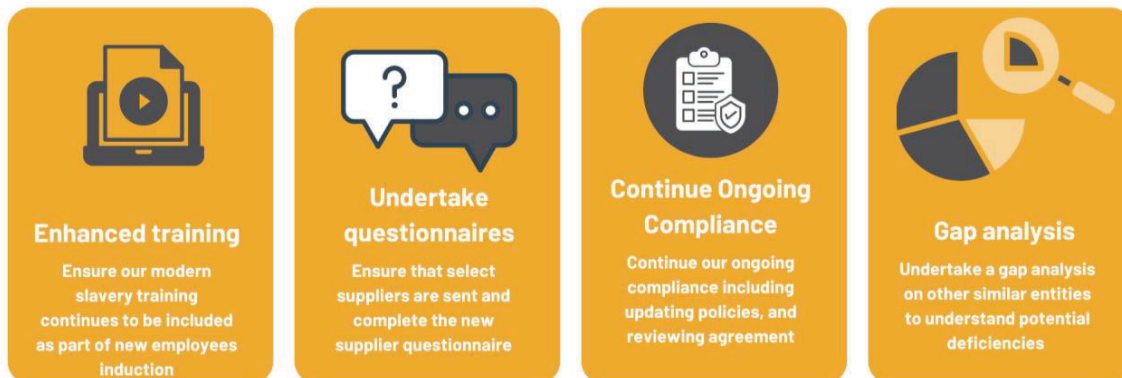 Enhanced training
Ensure our modern
slavery training
continues to be included
as part of new employees
induction
Undertake
questionnaires
Ensure that select
suppliers are sent and
complete the new
supplier questionnaire
Continue Ongoing
Compliance
Continue our ongoing
compliance including
updating policies, and
reviewing agreement
Gap analysis
Undertake a gap analysis
on other similar entities
to understand potential
deficiencies